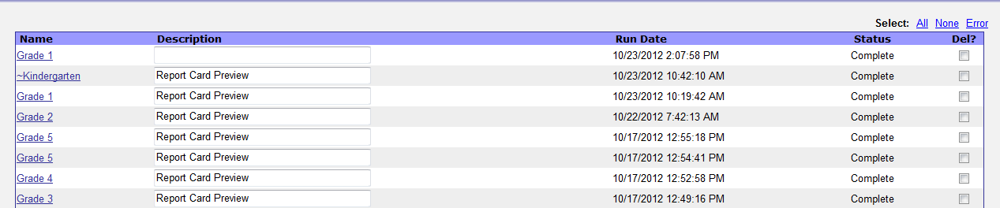 Select: All None Error
Name Description Run Date Status Del?
Grade 1 10/23/2012 2:07:58 PM Complete
~Kindergarten Report Card Preview 10/23/2012 10:42:10 AM Complete
Grade 1 Report Card Preview 10/23/2012 10:19:42 AM Complete
Grade 2 Report Card Preview 10/22/2012 7:42:13 AM Complete
Grade 5 Report Card Preview 10/17/2012 12:55:18 PM Complete
Grade 5 Report Card Preview 10/17/2012 12:54:41 PM Complete
Grade 4 Report Card Preview 10/17/2012 12:52:58 PM Complete
Grade 3 Report Card Preview 10/17/2012 12:49:16 PM Complete